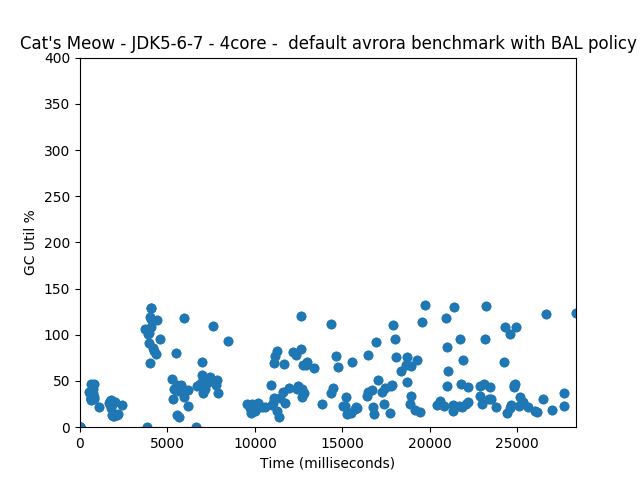 Cat's Meow - JDK5-6-7 - 4core -  default avrora benchmark with BAL policy
400
350
300
250
200
150
100
50
0
GC Util %
0 5000 10000 15000 20000 25000
Time (milliseconds)